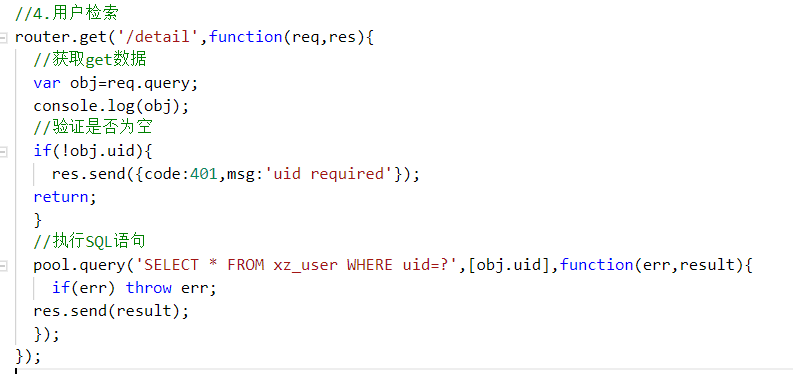 //4.用户检索
router.get('/detail',function(req,res){
//获取get数据
var obj=req.query;
console.log(obj);
//验证是否为空
if(!obj.uid){
res.send({code:401,msg:'uid required'});
return;
}
//执行SQL语句
pool.query('SELECT * FROM xz_user WHERE uid=?',[obj.uid],function(err,result){
if(err) throw err;
res.send(result);
});
});